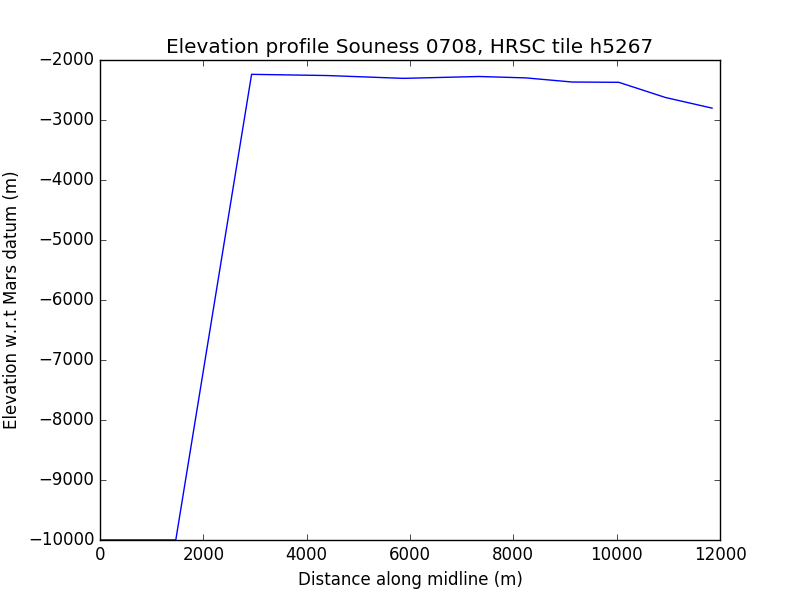 Elevation profile Souness 0708, HRSC tile h5267
−2000
−3000
−4000
−5000
−6000
−7000
−8000
−9000
−10000
Elevation w.r.t Mars datum (m)
0 2000 4000 6000 8000 10000 12000
Distance along midline (m)